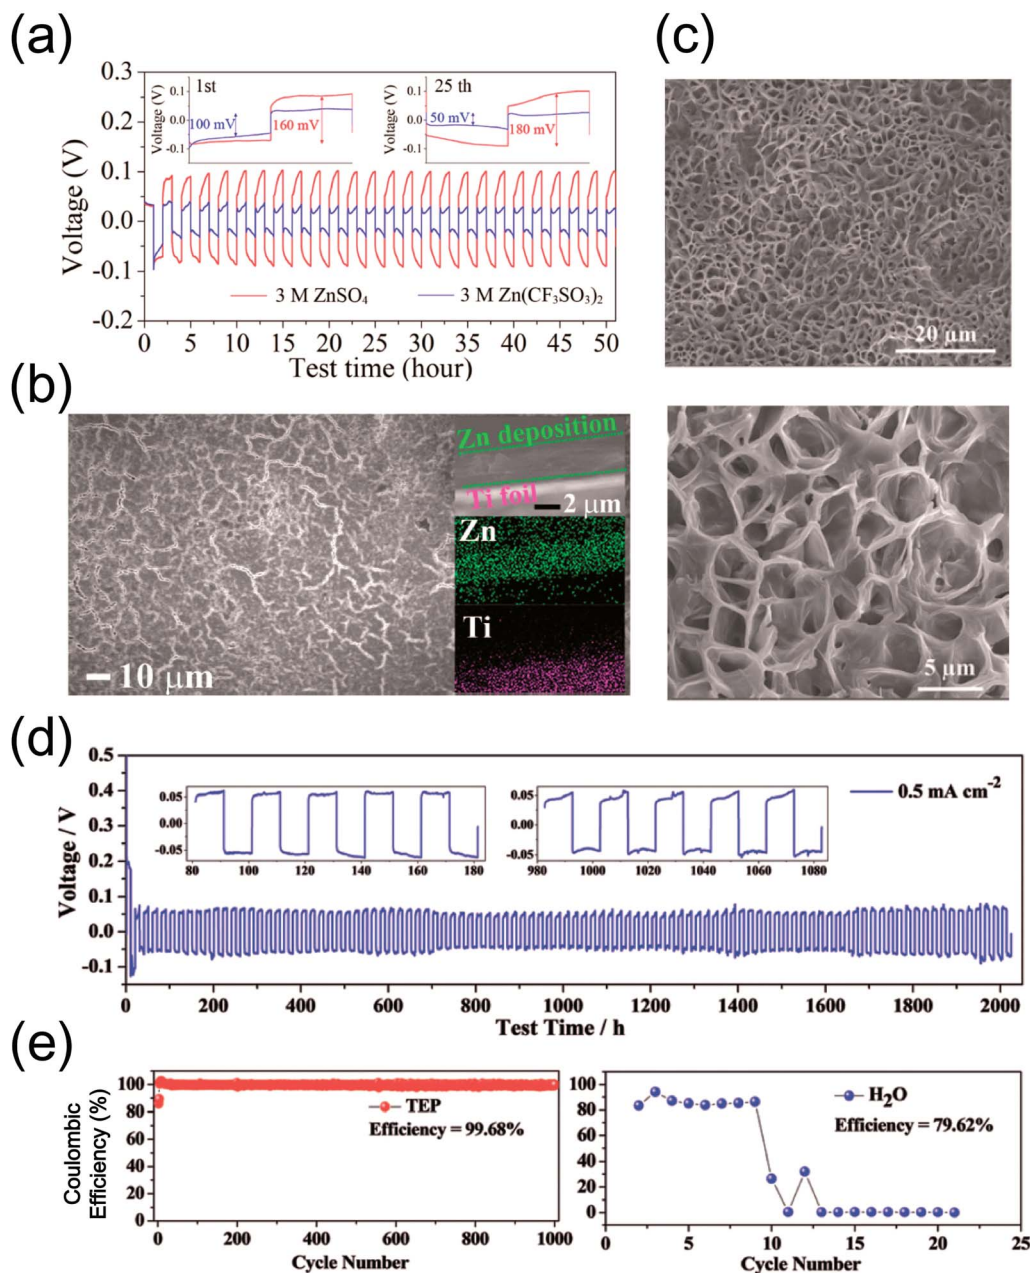 (a)
0.3
0.2
0.1
0.0
-0.1
-0.2
Voltage (V)
0 5 10 15 20 25 30 35 40 45 50
Test time (hour)
3 M ZnSO₄
3 M Zn(CF₃SO₃)₂
1st
Voltage (V)
0.1
0.0
-0.1
100 mV
160 mV
25 th
Voltage (V)
0.1
0.0
-0.1
50 mV
180 mV
(c)
20 μm
5 μm
(b)
10 μm
Zn deposition
Ti foil
2 μm
Zn
Ti
(d)
0.5
0.4
0.3
0.2
0.1
0.0
-0.1
Voltage / V
0 200 400 600 800 1000 1200 1400 1600 1800 2000
Test Time / h
0.5 mA cm⁻²
0.05
0.00
-0.05
80 100 120 140 160 180
0.05
0.00
-0.05
980 1000 1020 1040 1060 1080
(e)
Coulombic
Efficiency (%)
100
80
60
40
20
0
TEP
Efficiency = 99.68%
0 200 400 600 800 1000
Cycle Number
100
80
60
40
20
0
H₂O
Efficiency = 79.62%
0 5 10 15 20 25
Cycle Number